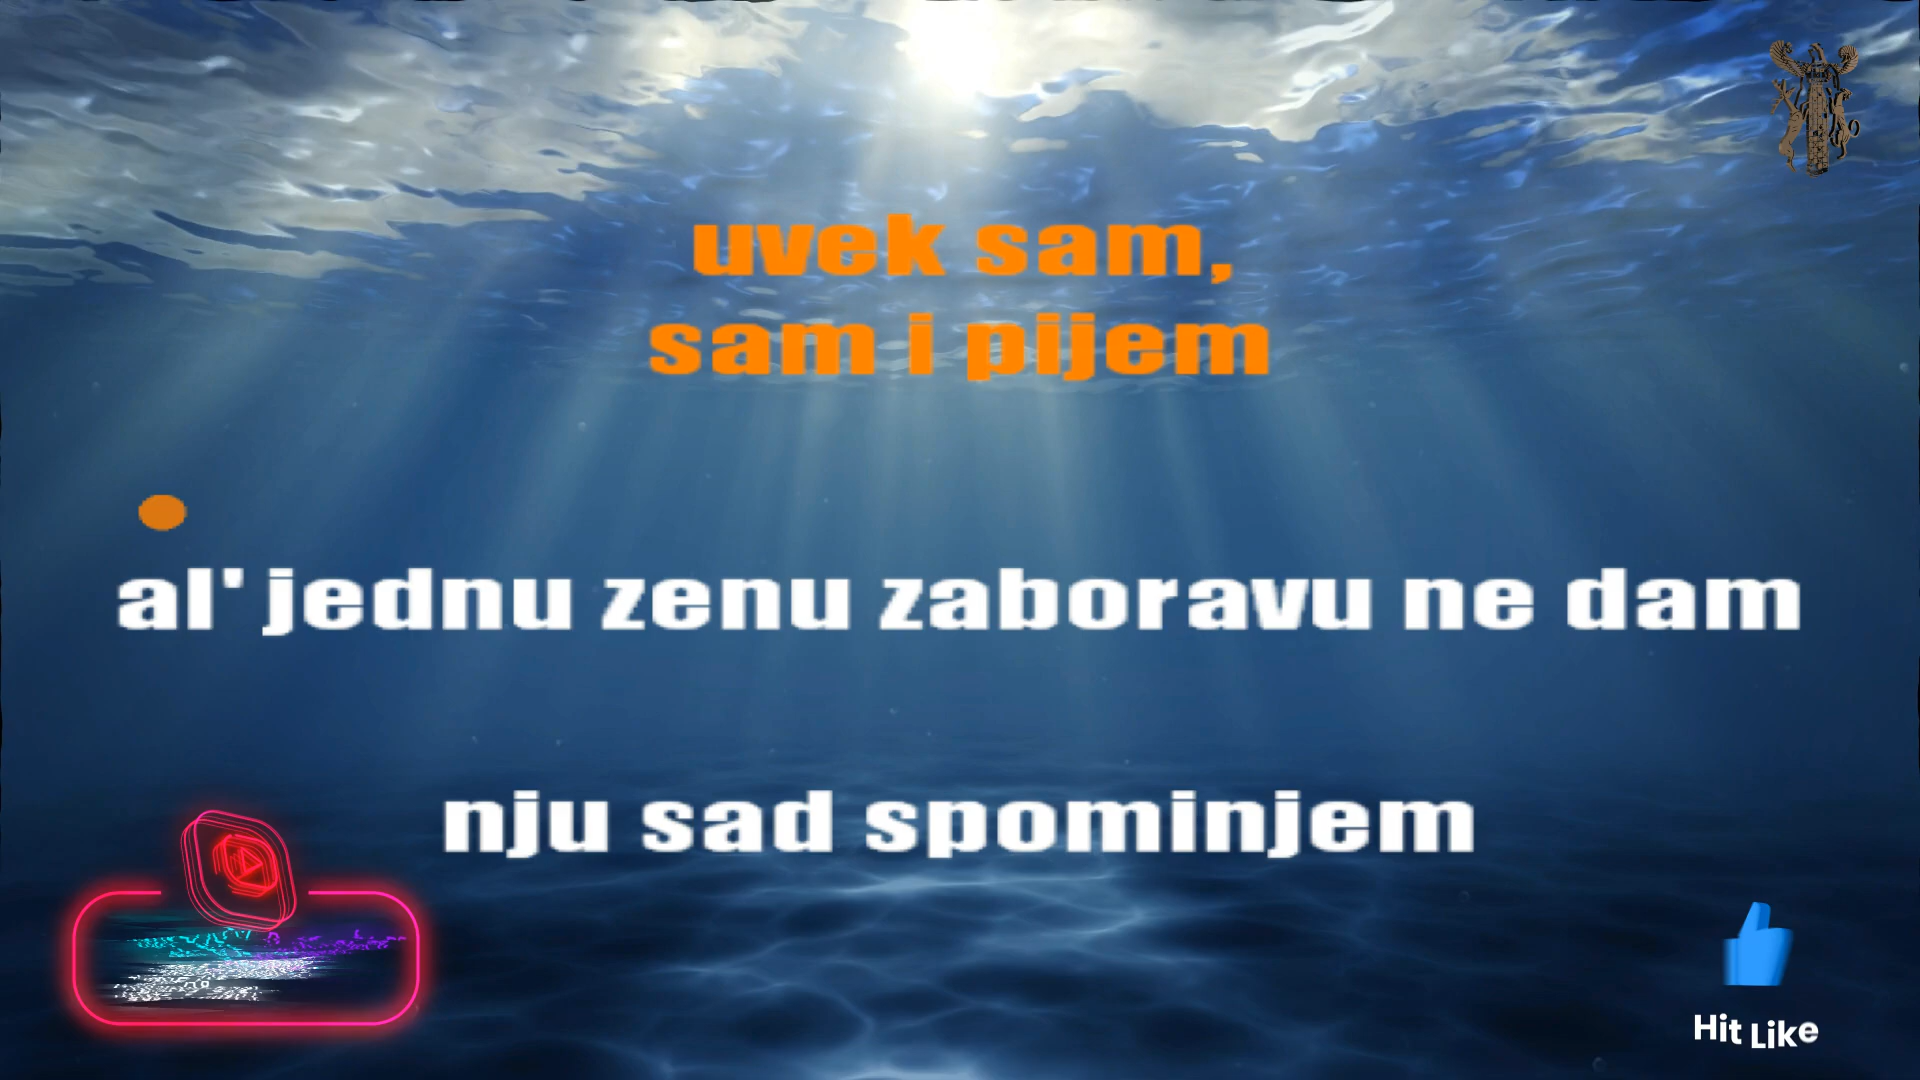 uvek sam,
sam i pijem
al' jednu zenu zaboravu ne dam
nju sad spominjem
Hit Like